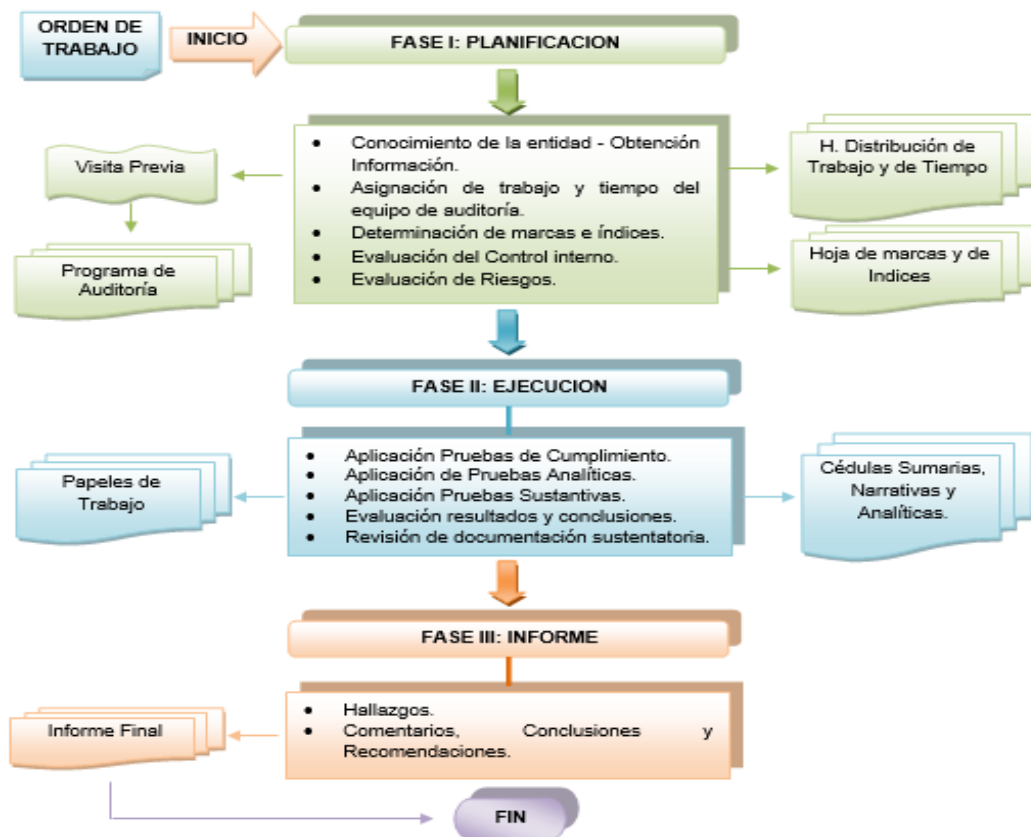 ORDEN DE
TRABAJO
INICIO
FASE I: PLANIFICACION
• Conocimiento de la entidad - Obtención
Información.
• Asignación de trabajo y tiempo del
equipo de auditoría.
• Determinación de marcas e índices.
• Evaluación del Control interno.
• Evaluación de Riesgos.
Visita Previa
Programa de
Auditoría
H. Distribución de
Trabajo y de Tiempo
Hoja de marcas y de
Indices
FASE II: EJECUCION
• Aplicación Pruebas de Cumplimiento.
• Aplicación de Pruebas Analíticas.
• Aplicación Pruebas Sustantivas.
• Evaluación resultados y conclusiones.
• Revisión de documentación sustentatoria.
Papeles de
Trabajo
Cédulas Sumarias,
Narrativas y
Analíticas.
FASE III: INFORME
• Hallazgos.
• Comentarios, Conclusiones y
Recomendaciones.
Informe Final
FIN